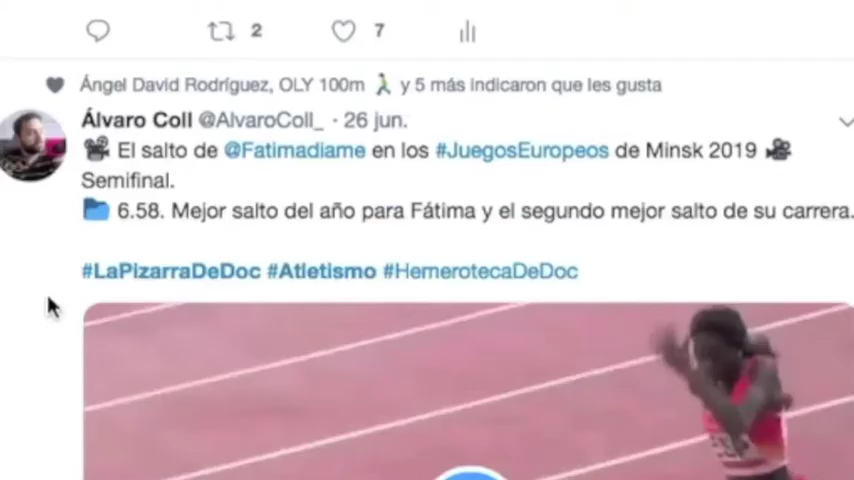 2 7
Ángel David Rodríguez, OLY 100m y 5 más indicaron que les gusta
Álvaro Coll @AlvaroColl_ · 26 jun.
El salto de @Fatimadiame en los #JuegosEuropeos de Minsk 2019
Semifinal.
6.58. Mejor salto del año para Fátima y el segundo mejor salto de su carrera.
#LaPizarraDeDoc #Atletismo #HemerotecaDeDoc